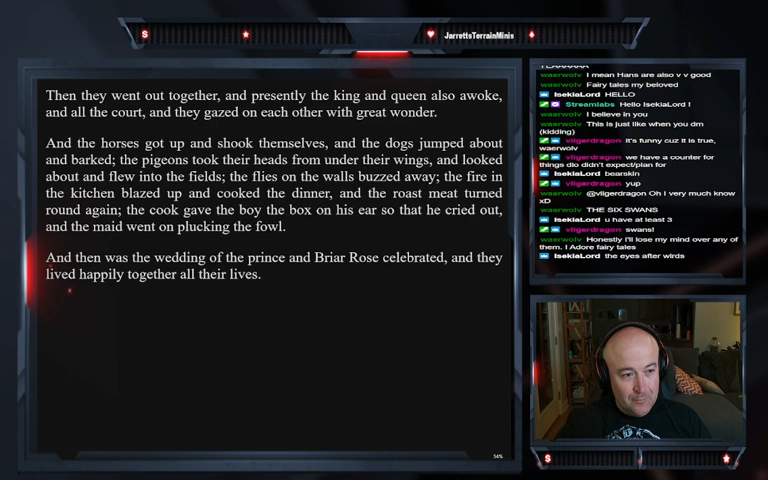 JarrettsTerrainMinis
Then they went out together, and presently the king and queen also awoke,
and all the court, and they gazed on each other with great wonder.
And the horses got up and shook themselves, and the dogs jumped about
and barked; the pigeons took their heads from under their wings, and looked
about and flew into the fields; the flies on the walls buzzed away; the fire in
the kitchen blazed up and cooked the dinner, and the roast meat turned
round again; the cook gave the boy the box on his ear so that he cried out,
and the maid went on plucking the fowl.
And then was the wedding of the prince and Briar Rose celebrated, and they
lived happily together all their lives.
54%
waerwolv I mean Hans are also v v good
waerwolv Fairy tales my beloved
IsekiaLord HELLO
Streamlabs Hello IsekiaLord !
waerwolv I believe in you
waerwolv This is just like when you dm
(kidding)
vligerdragon it's funny cuz it is true,
waerwolv
vligerdragon we have a counter for
things dio didn't expect/plan for
IsekiaLord bearskin
vligerdragon yup
waerwolv @vligerdragon Oh I very much know
xD
waerwolv THE SIX SWANS
IsekiaLord u have at least 3
vligerdragon swans!
waerwolv Honestly I'll lose my mind over any of
them. I Adore fairy tales
IsekiaLord the eyes after wirds